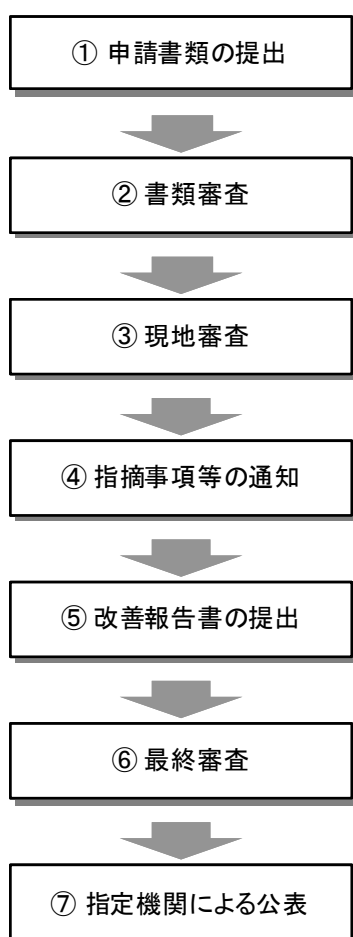 ① 申請書類の提出
② 書類審査
③ 現地審査
④ 指摘事項等の通知
⑤ 改善報告書の提出
⑥ 最終審査
⑦ 指定機関による公表